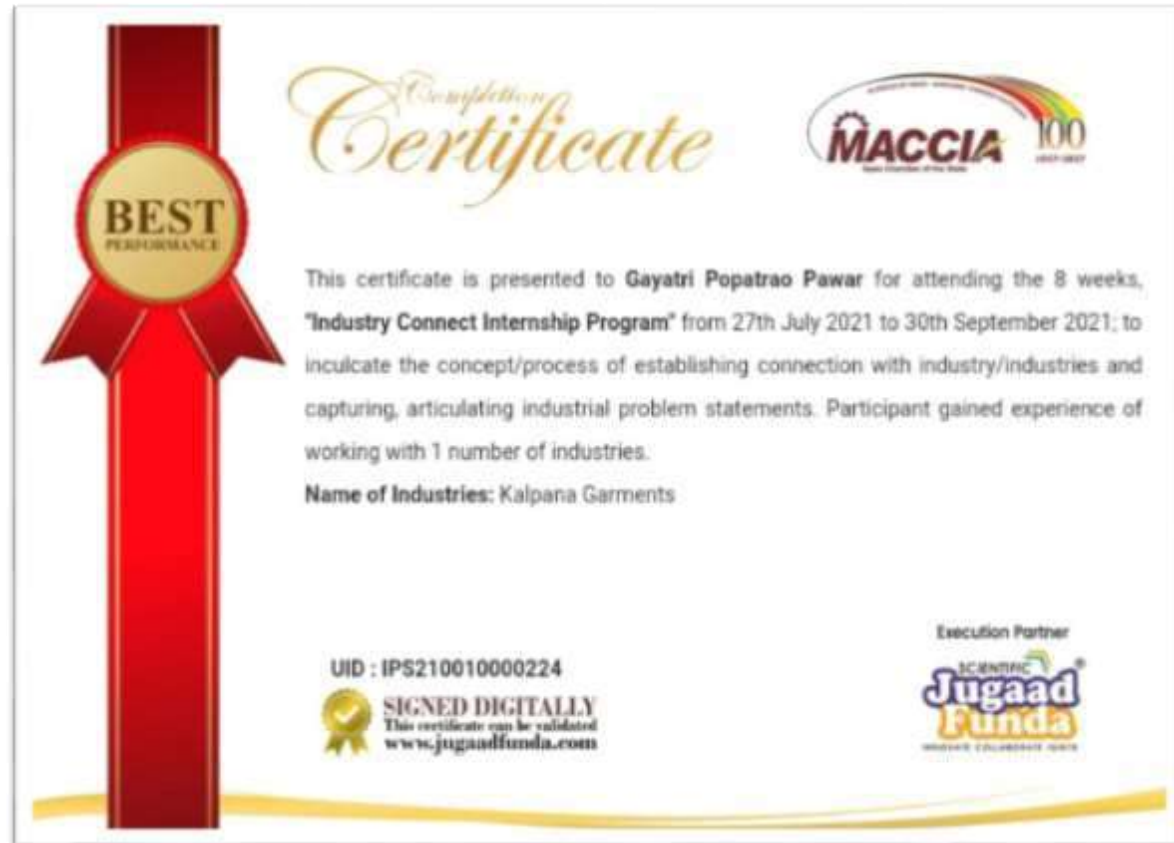 Completion
Certificate
MACCIA
100
BEST
PERFORMANCE
This certificate is presented to Gayatri Popatrao Pawar for attending the 8 weeks,
"Industry Connect Internship Program" from 27th July 2021 to 30th September 2021; to
inculcate the concept/process of establishing connection with industry/industries and
capturing, articulating industrial problem statements. Participant gained experience of
working with 1 number of industries.
Name of Industries: Kalpana Garments
Execution Partner
UID : IPS210010000224
SCIENTIFIC
Jugaad
Funda
®
SIGNED DIGITALLY
This certificate can be validated
www.jugaadfunda.com
INNOVATE COLLABORATE IGNITE